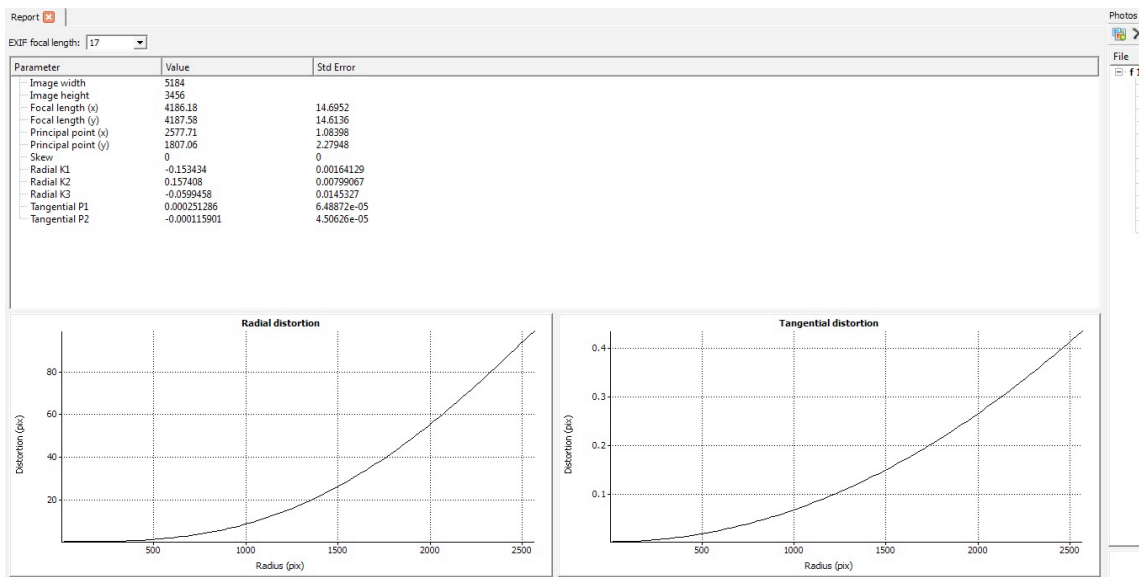 Report
Photos
EXIF focal length: 17
File
Parameter Value Std Error
Image width 5184
Image height 3456
Focal length (x) 4186.18 14.6952
Focal length (y) 4187.58 14.6136
Principal point (x) 2577.71 1.08398
Principal point (y) 1807.06 2.27948
Skew 0 0
Radial K1 -0.153434 0.00164129
Radial K2 0.157408 0.00799067
Radial K3 -0.0599458 0.0145327
Tangential P1 0.000251286 6.48872e-05
Tangential P2 -0.000115901 4.50626e-05
Radial distortion
Distortion (pix)
80
60
40
20
500 1000 1500 2000 2500
Radius (pix)
Tangential distortion
Distortion (pix)
0.4
0.3
0.2
0.1
500 1000 1500 2000 2500
Radius (pix)